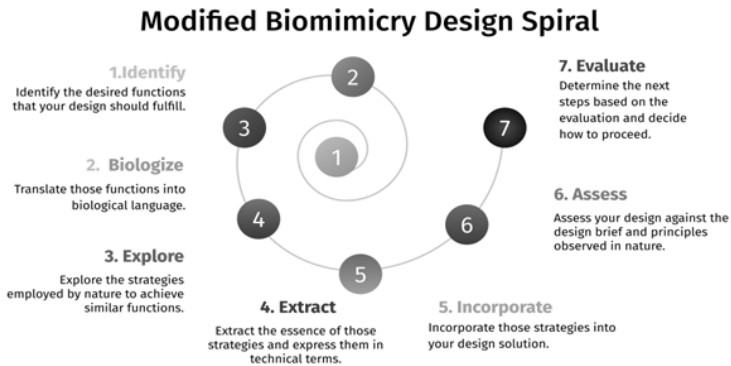 Modified Biomimicry Design Spiral
1.Identify
Identify the desired functions
that your design should fulfill.
2. Biologize
Translate those functions into
biological language.
3. Explore
Explore the strategies
employed by nature to achieve
similar functions.
4. Extract
Extract the essence of those
strategies and express them in
technical terms.
5. Incorporate
Incorporate those strategies into
your design solution.
6. Assess
Assess your design against the
design brief and principles
observed in nature.
7. Evaluate
Determine the next
steps based on the
evaluation and decide
how to proceed.
1
2
3
4
5
6
7